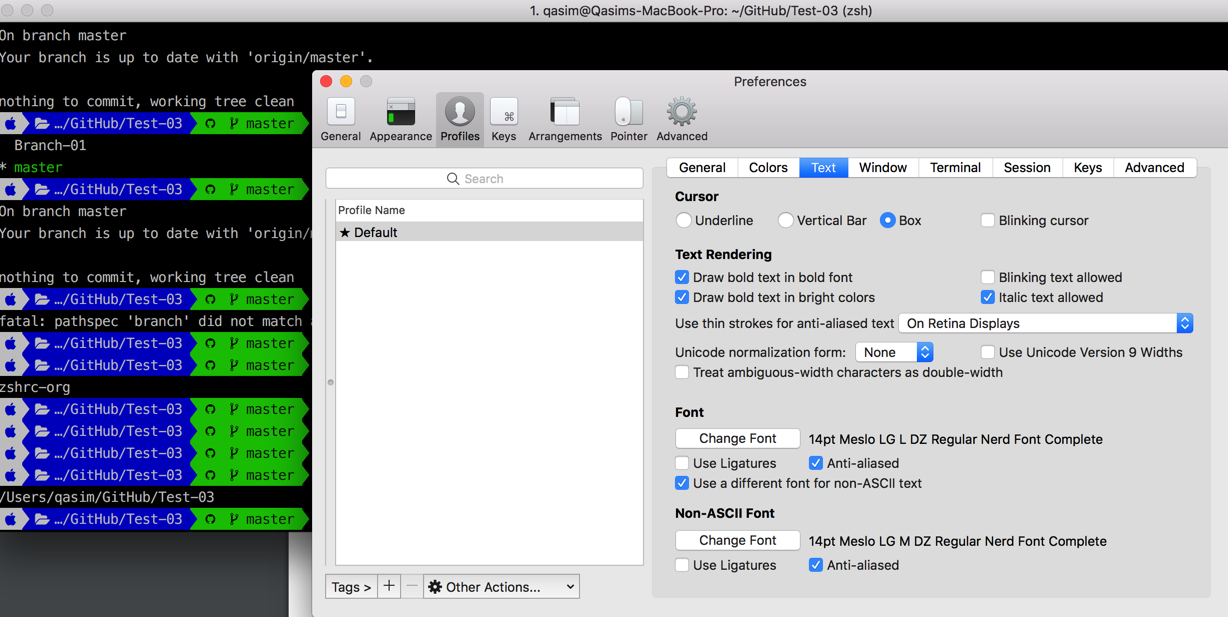 1. qasim@Qasims-MacBook-Pro: ~/GitHub/Test-03 (zsh)
On branch master
Your branch is up to date with 'origin/master'.
nothing to commit, working tree clean
…/GitHub/Test-03 master
Branch-01
* master
…/GitHub/Test-03 master
On branch master
Your branch is up to date with 'origin/
nothing to commit, working tree clean
…/GitHub/Test-03 master
fatal: pathspec 'branch' did not match
…/GitHub/Test-03 master
…/GitHub/Test-03 master
zshrc-org
…/GitHub/Test-03 master
…/GitHub/Test-03 master
…/GitHub/Test-03 master
…/GitHub/Test-03 master
/Users/qasim/GitHub/Test-03
…/GitHub/Test-03 master
Preferences
General Appearance Profiles Keys Arrangements Pointer Advanced
Search
Profile Name
★ Default
Tags > + − Other Actions...
General Colors Text Window Terminal Session Keys Advanced
Cursor
Underline Vertical Bar Box Blinking cursor
Text Rendering
Draw bold text in bold font Blinking text allowed
Draw bold text in bright colors Italic text allowed
Use thin strokes for anti-aliased text On Retina Displays
Unicode normalization form: None Use Unicode Version 9 Widths
Treat ambiguous-width characters as double-width
Font
Change Font 14pt Meslo LG L DZ Regular Nerd Font Complete
Use Ligatures Anti-aliased
Use a different font for non-ASCII text
Non-ASCII Font
Change Font 14pt Meslo LG M DZ Regular Nerd Font Complete
Use Ligatures Anti-aliased